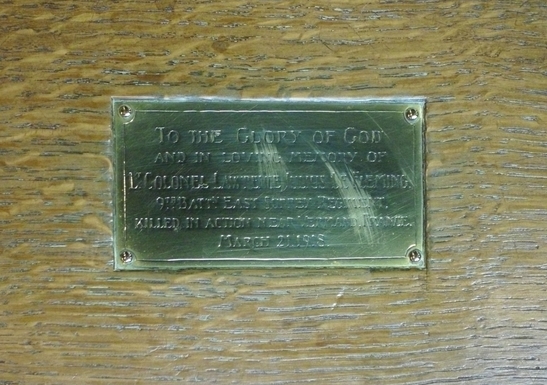 TO THE GLORY OF GOD
AND IN LOVING MEMORY OF
LT COLONEL LAWRENCE JULIUS LE FLEMING,
9TH BATTN EAST SURREY REGIMENT,
KILLED IN ACTION NEAR FRANCE.
MARCH 21. 1918.